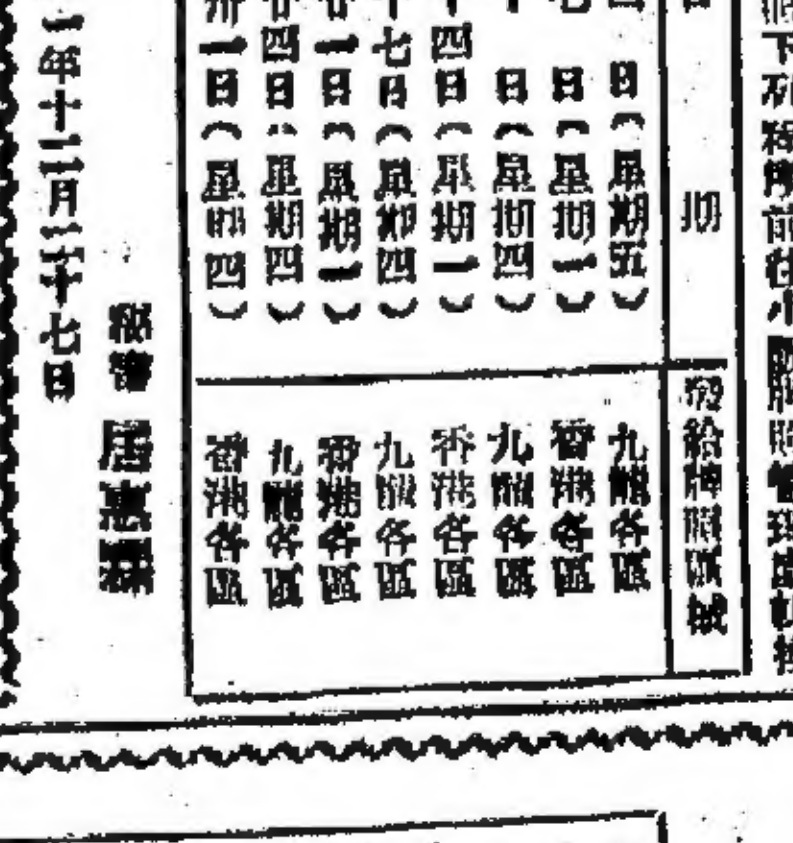 期
發給牌照區域
四日（星期五）
九龍各區
七日（星期一）
香港各區
十日（星期四）
九龍各區
十四日（星期一）
香港各區
十七日（星期四）
九龍各區
廿一日（星期一）
香港各區
廿四日（星期四）
九龍各區
卅一日（星期四）
香港各區
秘書 居惠霖
一年十二月二十七日